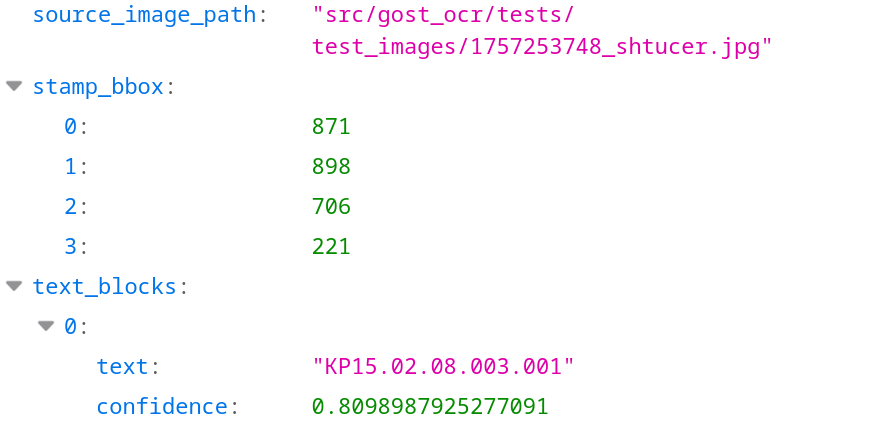 source_image_path: "src/gost_ocr/tests/
test_images/1757253748_shtucer.jpg"
stamp_bbox:
0: 871
1: 898
2: 706
3: 221
text_blocks:
0:
text: "KP15.02.08.003.001"
confidence: 0.8098987925277091